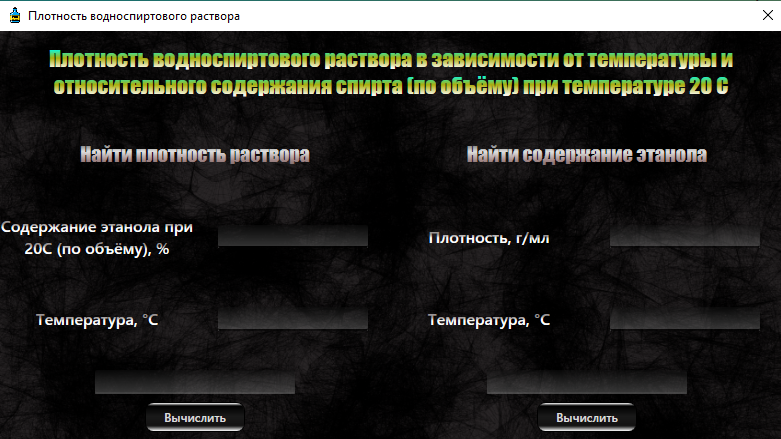 Плотность водноспиртового раствора
Плотность водноспиртового раствора в зависимости от температуры и
относительного содержания спирта (по объёму) при температуре 20 С
Найти плотность раствора
Содержание этанола при
20С (по объёму), %
Температура, °С
Вычислить
Найти содержание этанола
Плотность, г/мл
Температура, °С
Вычислить